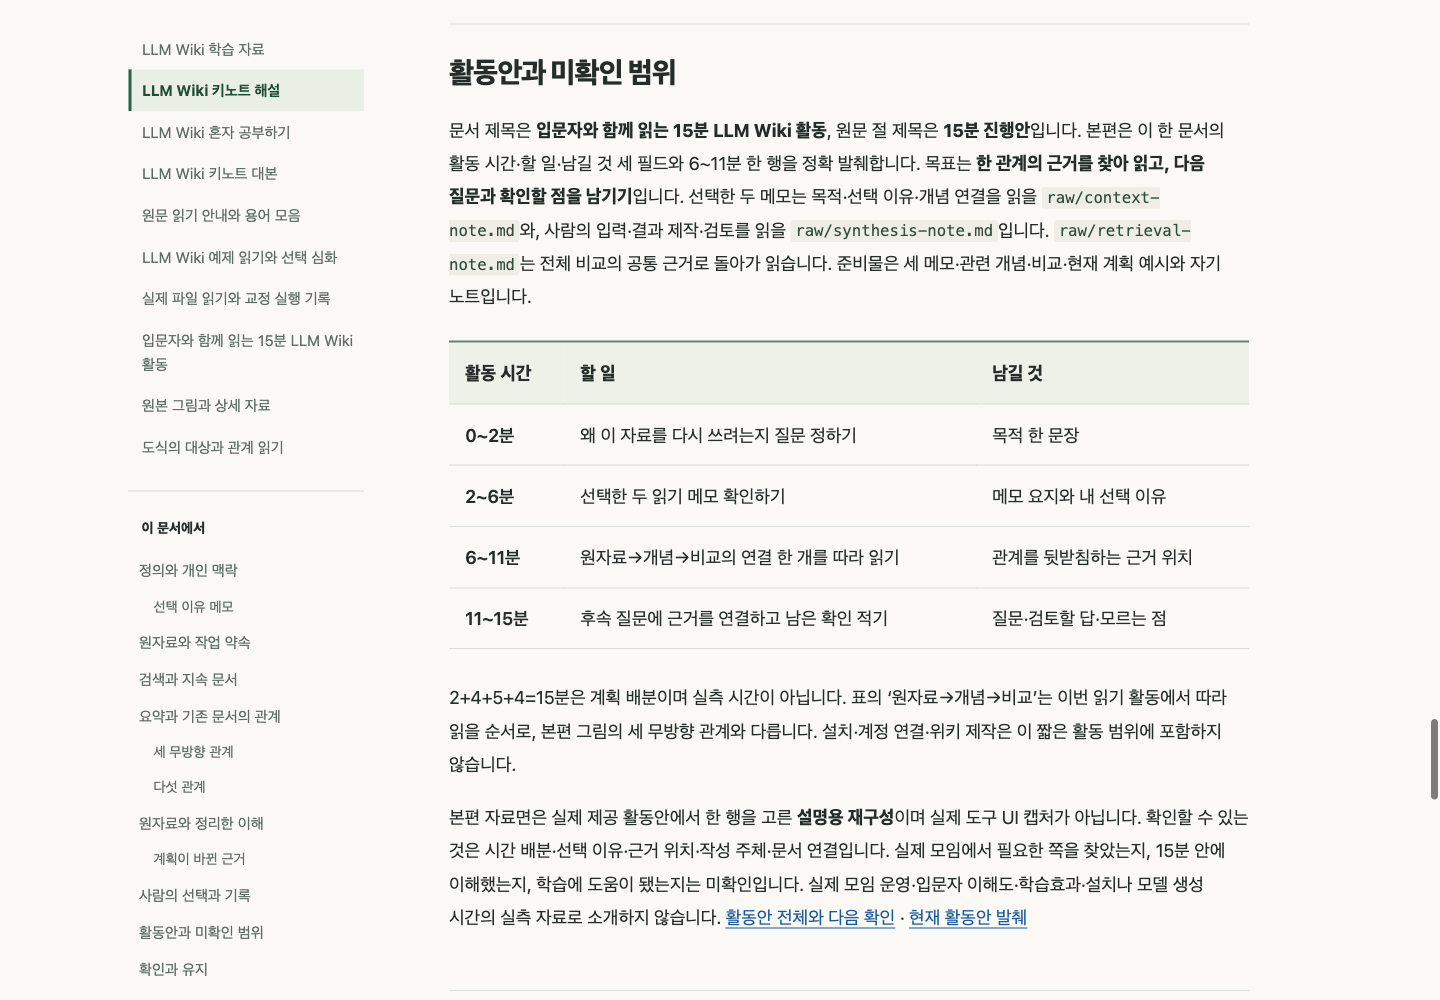 LLM Wiki 학습 자료
LLM Wiki 키노트 해설
LLM Wiki 혼자 공부하기
LLM Wiki 키노트 대본
원문 읽기 안내와 용어 모음
LLM Wiki 예제 읽기와 선택 심화
실제 파일 읽기와 교정 실행 기록
입문자와 함께 읽는 15분 LLM Wiki
활동
원본 그림과 상세 자료
도식의 대상과 관계 읽기
이 문서에서
정의와 개인 맥락
선택 이유 메모
원자료와 작업 약속
검색과 지속 문서
요약과 기존 문서의 관계
세 무방향 관계
다섯 관계
원자료와 정리한 이해
계획이 바뀐 근거
사람의 선택과 기록
활동안과 미확인 범위
확인과 유지
활동안과 미확인 범위
문서 제목은 입문자와 함께 읽는 15분 LLM Wiki 활동, 원문 절 제목은 15분 진행안입니다. 본편은 이 한 문서의
활동 시간·할 일·남길 것 세 필드와 6~11분 한 행을 정확 발췌합니다. 목표는 한 관계의 근거를 찾아 읽고, 다음
질문과 확인할 점을 남기기입니다. 선택한 두 메모는 목적·선택 이유·개념 연결을 읽을 raw/context-
note.md와, 사람의 입력·결과 제작·검토를 읽을 raw/synthesis-note.md입니다. raw/retrieval-
note.md는 전체 비교의 공통 근거로 돌아가 읽습니다. 준비물은 세 메모·관련 개념·비교·현재 계획 예시와 자기
노트입니다.
활동 시간 할 일 남길 것
0~2분 왜 이 자료를 다시 쓰려는지 질문 정하기 목적 한 문장
2~6분 선택한 두 읽기 메모 확인하기 메모 요지와 내 선택 이유
6~11분 원자료→개념→비교의 연결 한 개를 따라 읽기 관계를 뒷받침하는 근거 위치
11~15분 후속 질문에 근거를 연결하고 남은 확인 적기 질문·검토할 답·모르는 점
2+4+5+4=15분은 계획 배분이며 실측 시간이 아닙니다. 표의 ‘원자료→개념→비교’는 이번 읽기 활동에서 따라
읽을 순서로, 본편 그림의 세 무방향 관계와 다릅니다. 설치·계정 연결·위키 제작은 이 짧은 활동 범위에 포함하지
않습니다.
본편 자료면은 실제 제공 활동안에서 한 행을 고른 설명용 재구성이며 실제 도구 UI 캡처가 아닙니다. 확인할 수 있는
것은 시간 배분·선택 이유·근거 위치·작성 주체·문서 연결입니다. 실제 모임에서 필요한 쪽을 찾았는지, 15분 안에
이해했는지, 학습에 도움이 됐는지는 미확인입니다. 실제 모임 운영·입문자 이해도·학습효과·설치나 모델 생성
시간의 실측 자료로 소개하지 않습니다. 활동안 전체와 다음 확인 · 현재 활동안 발췌